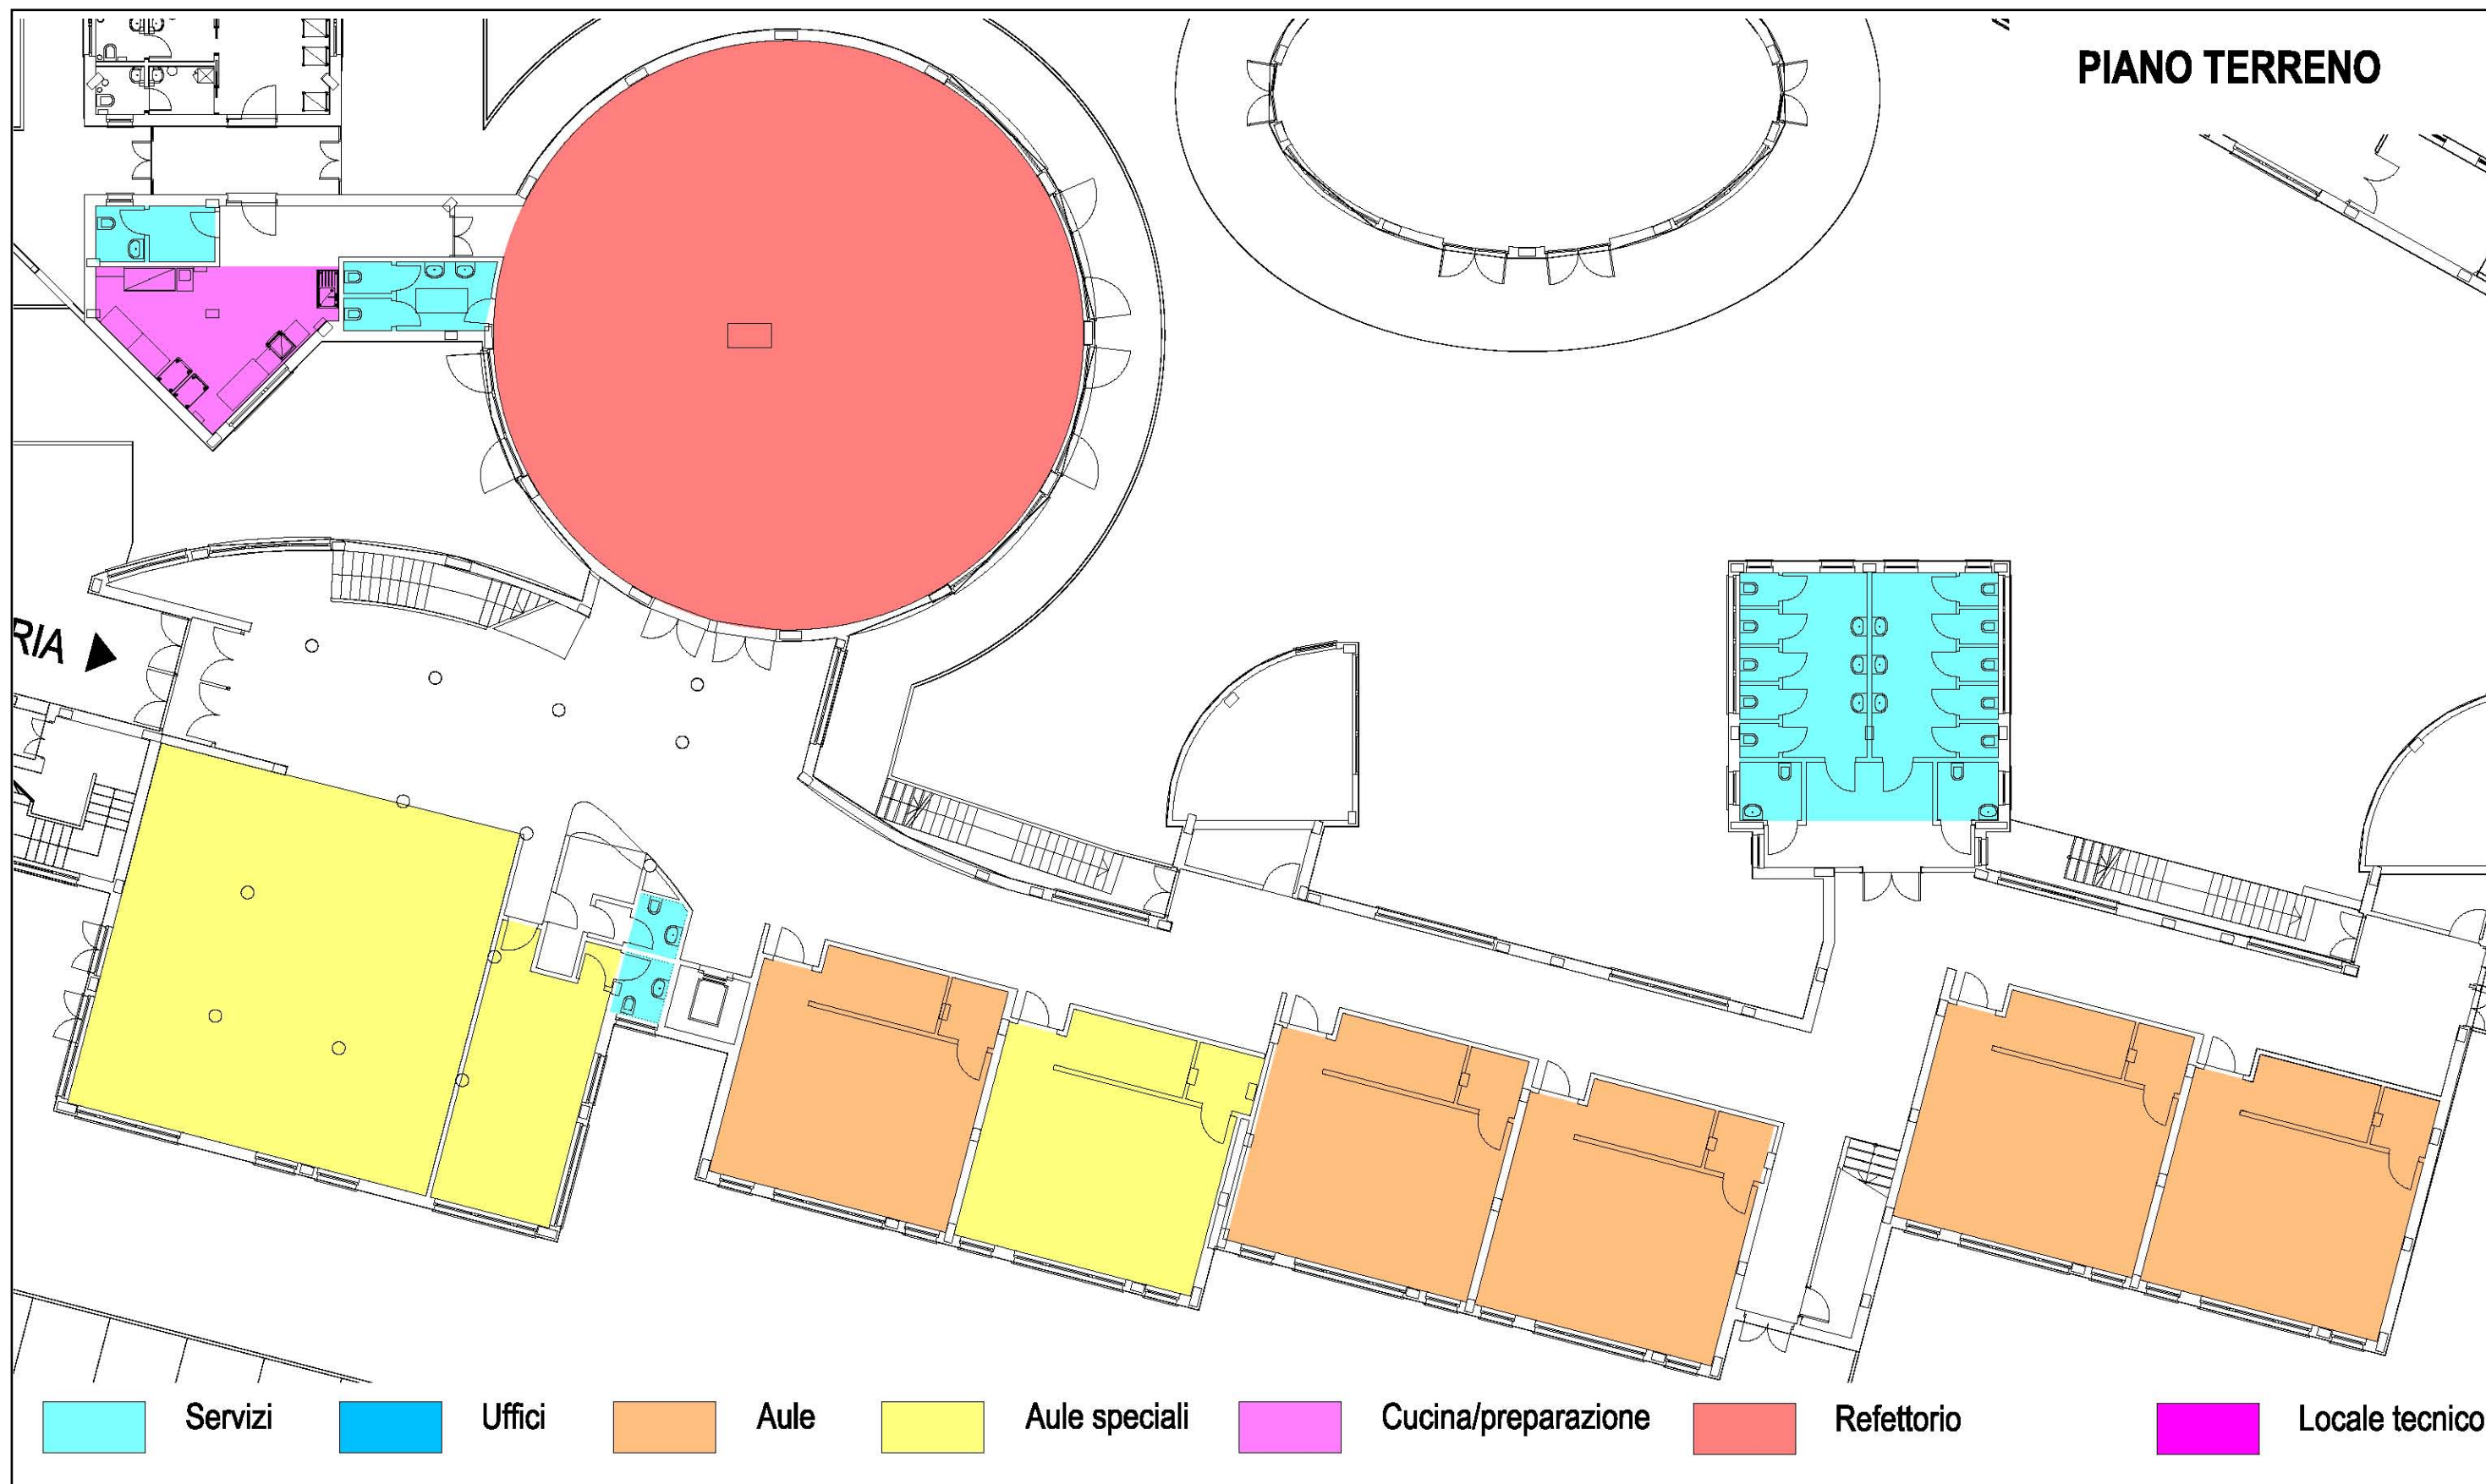 PIANO TERRENO
RIA
Servizi
Uffici
Aule
Aule speciali
Cucina/preparazione
Refettorio
Locale tecnico